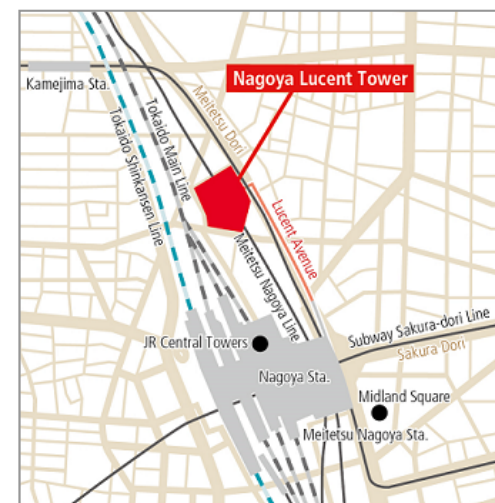 Nagoya Lucent Tower
Kamejima Sta.
Meitetsu Dori
Tokaido Main Line
Tokaido Shinkansen Line
Lucent Avenue
Meitetsu Nagoya Line
Subway Sakura-dori Line
JR Central Towers
Sakura Dori
Nagoya Sta.
Midland Square
Meitetsu Nagoya Sta.